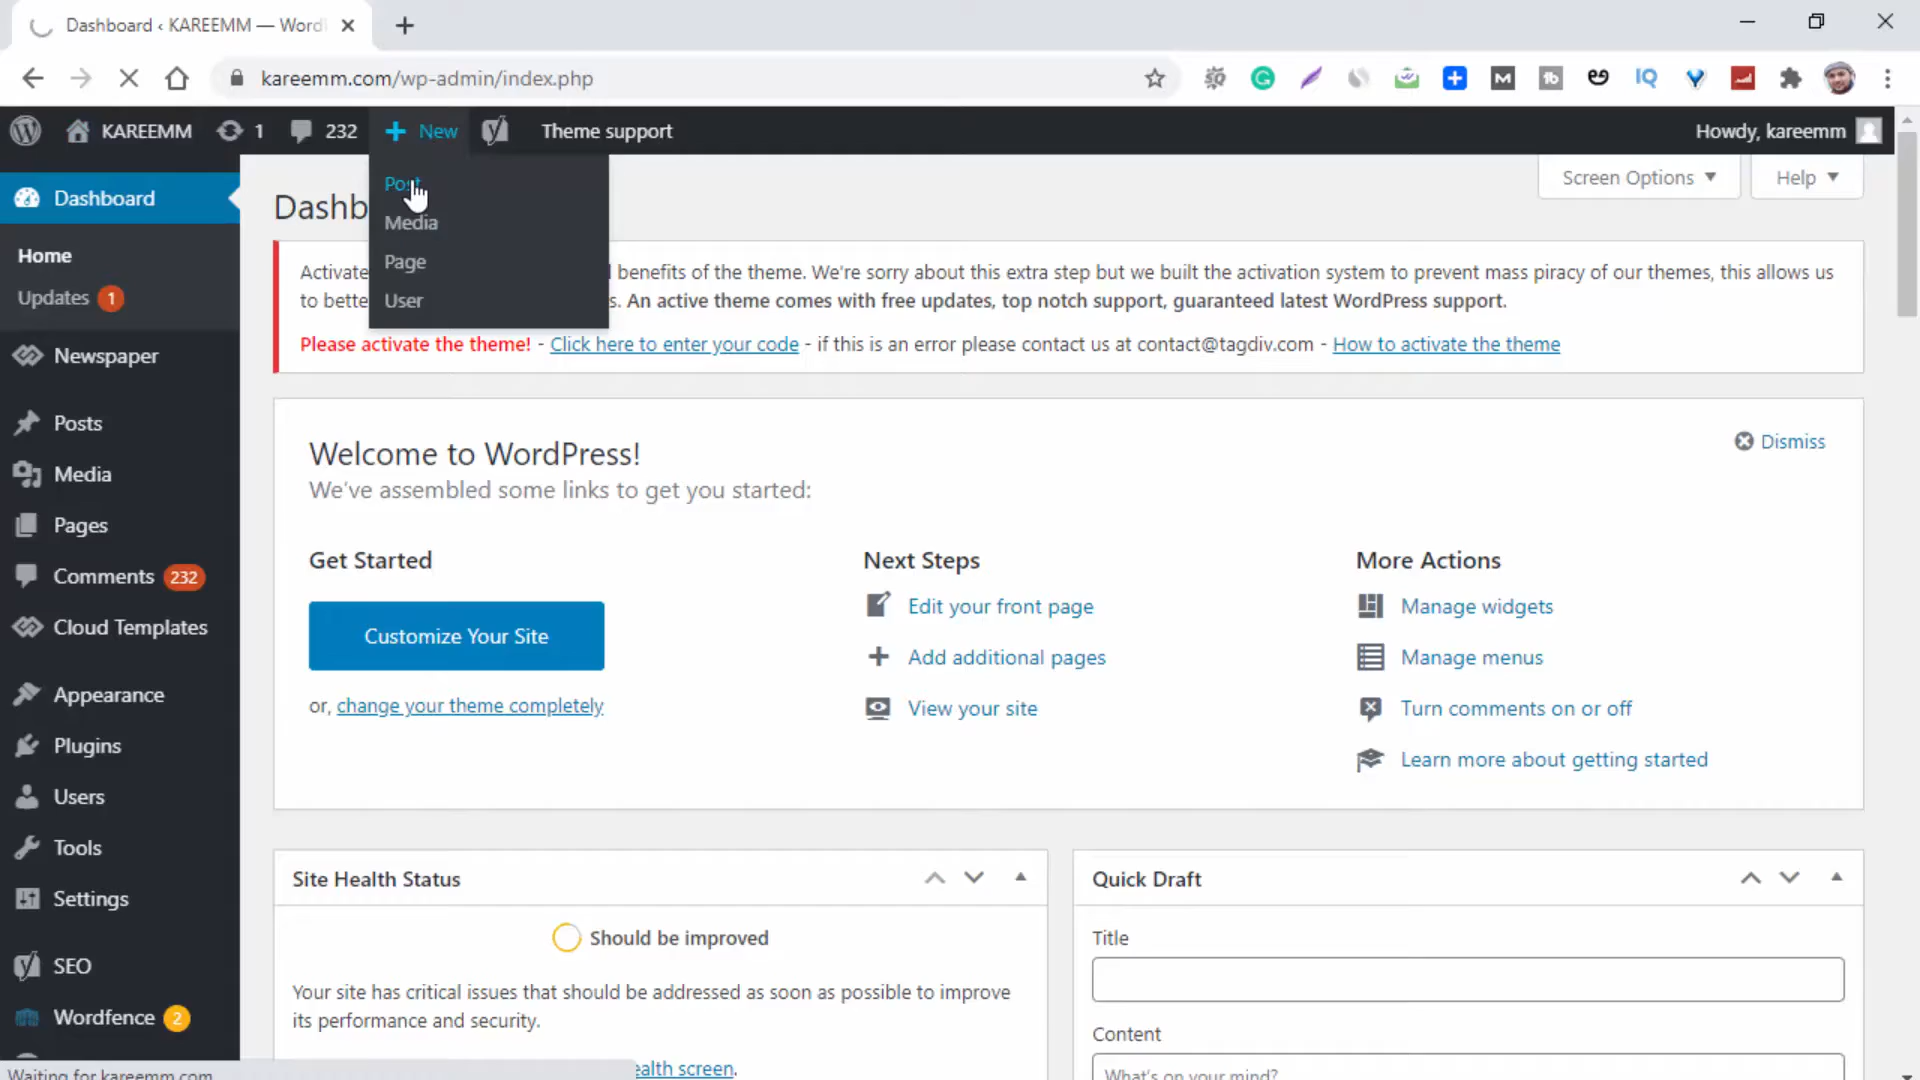 Dashboard ‹ KAREEMM — Word
kareemm.com/wp-admin/index.php
KAREEMM 1 232 New Theme support Howdy, kareemm
Post
Media
Page
User
Screen Options Help
Dashboard
Home
Updates 1
Newspaper
Posts
Media
Pages
Comments 232
Cloud Templates
Appearance
Plugins
Users
Tools
Settings
SEO
Wordfence 2
Dashb
Activate benefits of the theme. We're sorry about this extra step but we built the activation system to prevent mass piracy of our themes, this allows us
to bette s. An active theme comes with free updates, top notch support, guaranteed latest WordPress support.
Please activate the theme! - Click here to enter your code - if this is an error please contact us at contact@tagdiv.com - How to activate the theme
Welcome to WordPress!
Dismiss
We've assembled some links to get you started:
Get Started
Customize Your Site
or, change your theme completely
Next Steps
Edit your front page
Add additional pages
View your site
More Actions
Manage widgets
Manage menus
Turn comments on or off
Learn more about getting started
Site Health Status
Should be improved
Your site has critical issues that should be addressed as soon as possible to improve
its performance and security.
ealth screen.
Quick Draft
Title
Content
What's on your mind?
Waiting for kareemm.com